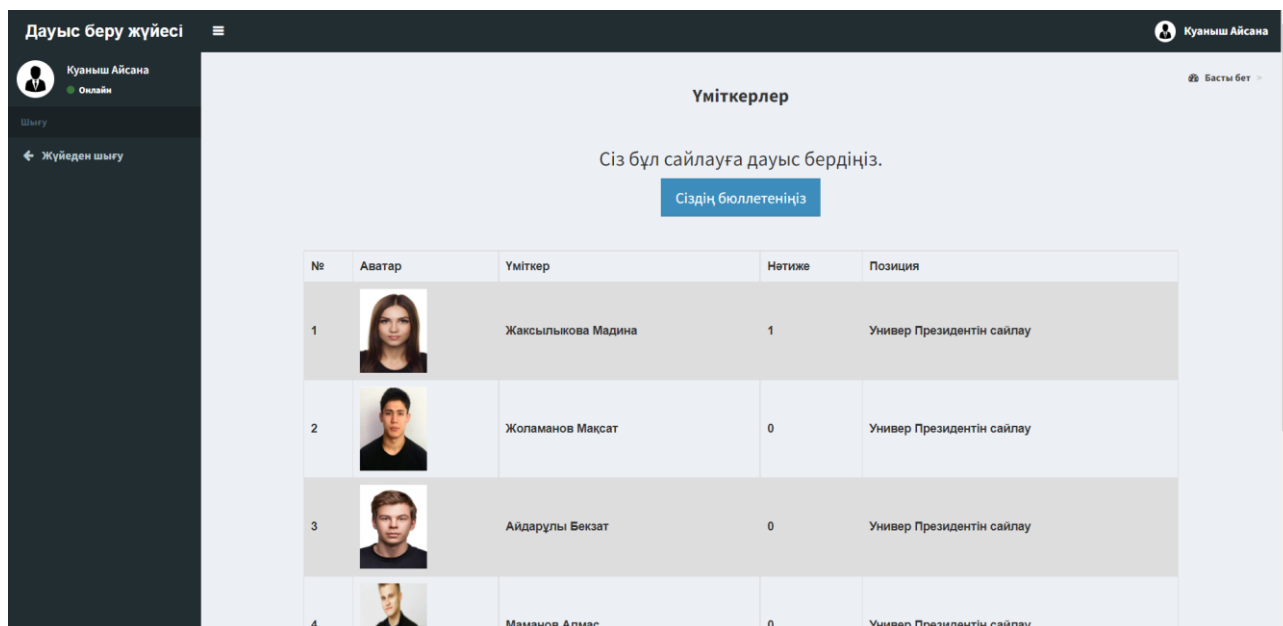 Дауыс беру жүйесі
Куаныш Айсана
Куаныш Айсана
Онлайн
Шығу
Жүйеден шығу
Басты бет >
Үміткерлер
Сіз бұл сайлауға дауыс бердіңіз.
Сіздің бюллетеніңіз
№ Аватар Үміткер Нәтиже Позиция
1 Жаксылыкова Мадина 1 Универ Президентін сайлау
2 Жоламанов Мақсат 0 Универ Президентін сайлау
3 Айдарұлы Бекзат 0 Универ Президентін сайлау
4 Маманов Алмас 0 Универ Президентін сайлау